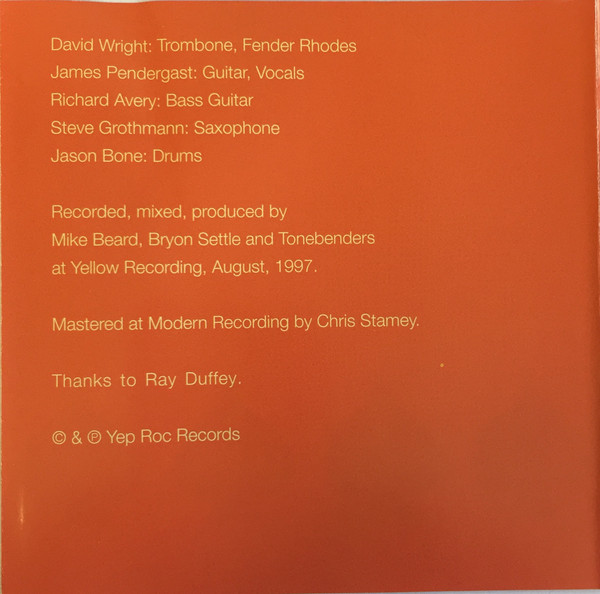 David Wright: Trombone, Fender Rhodes
James Pendergast: Guitar, Vocals
Richard Avery: Bass Guitar
Steve Grothmann: Saxophone
Jason Bone: Drums
Recorded, mixed, produced by
Mike Beard, Bryon Settle and Tonebenders
at Yellow Recording, August, 1997.
Mastered at Modern Recording by Chris Stamey.
Thanks to Ray Duffey.
© & ℗ Yep Roc Records